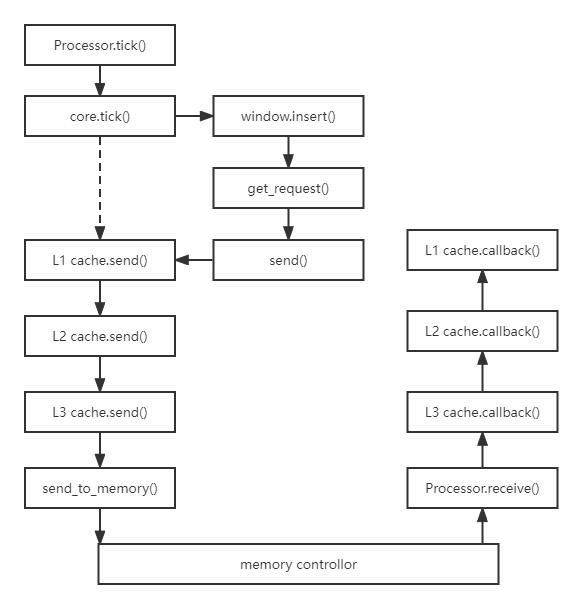 Processor.tick()
core.tick()
window.insert()
get_request()
L1 cache.send()
send()
L1 cache.callback()
L2 cache.send()
L2 cache.callback()
L3 cache.send()
L3 cache.callback()
send_to_memory()
Processor.receive()
memory controllor